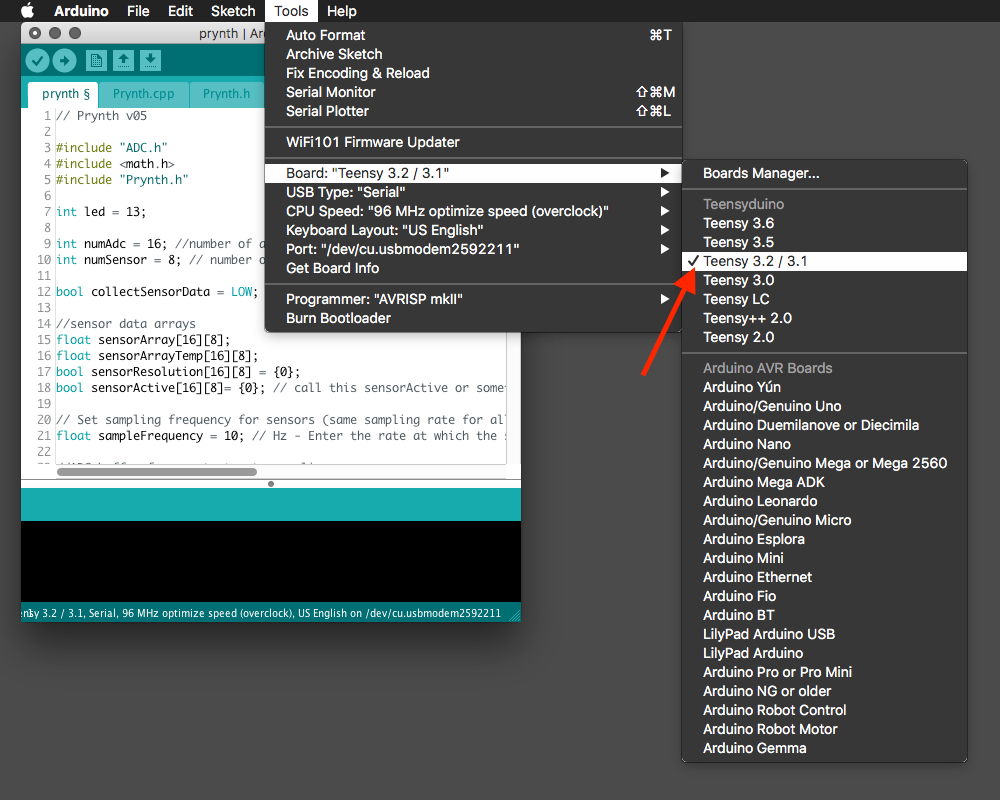 Arduino File Edit Sketch Tools Help
prynth | Ar
prynth § Prynth.cpp Prynth.h
1 // Prynth v05
2
3 #include "ADC.h"
4 #include <math.h>
5 #include "Prynth.h"
6
7 int led = 13;
8
9 int numAdc = 16; //number of a
10 int numSensor = 8; // number o
11
12 bool collectSensorData = LOW;
13
14 //sensor data arrays
15 float sensorArray[16][8];
16 float sensorArrayTemp[16][8];
17 bool sensorResolution[16][8] = {0};
18 bool sensorActive[16][8]= {0}; // call this sensorActive or some
19
20 // Set sampling frequency for sensors (same sampling rate for al
21 float sampleFrequency = 10; // Hz - Enter the rate at which the
22
nsy 3.2 / 3.1, Serial, 96 MHz optimize speed (overclock), US English on /dev/cu.usbmodem2592211
Auto Format ⌘T
Archive Sketch
Fix Encoding & Reload
Serial Monitor ⇧⌘M
Serial Plotter ⇧⌘L
WiFi101 Firmware Updater
Board: "Teensy 3.2 / 3.1"
USB Type: "Serial"
CPU Speed: "96 MHz optimize speed (overclock)"
Keyboard Layout: "US English"
Port: "/dev/cu.usbmodem2592211"
Get Board Info
Programmer: "AVRISP mkII"
Burn Bootloader
Boards Manager...
Teensyduino
Teensy 3.6
Teensy 3.5
✓ Teensy 3.2 / 3.1
Teensy 3.0
Teensy LC
Teensy++ 2.0
Teensy 2.0
Arduino AVR Boards
Arduino Yún
Arduino/Genuino Uno
Arduino Duemilanove or Diecimila
Arduino Nano
Arduino/Genuino Mega or Mega 2560
Arduino Mega ADK
Arduino Leonardo
Arduino/Genuino Micro
Arduino Esplora
Arduino Mini
Arduino Ethernet
Arduino Fio
Arduino BT
LilyPad Arduino USB
LilyPad Arduino
Arduino Pro or Pro Mini
Arduino NG or older
Arduino Robot Control
Arduino Robot Motor
Arduino Gemma